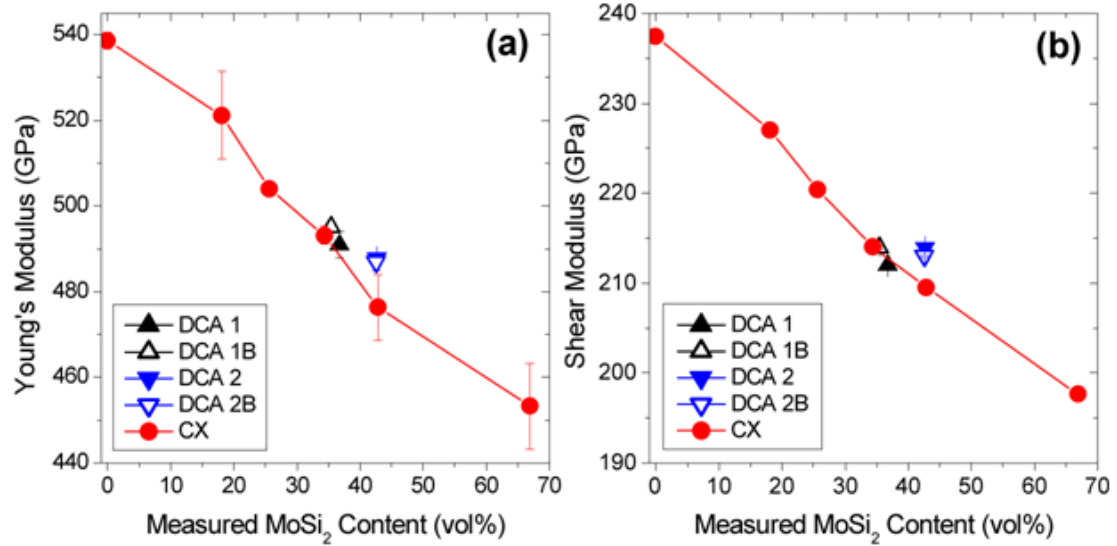 (a)
Young's Modulus (GPa)
540
520
500
480
460
440
DCA 1
DCA 1B
DCA 2
DCA 2B
CX
0 10 20 30 40 50 60 70
Measured MoSi₂ Content (vol%)
(b)
Shear Modulus (GPa)
240
230
220
210
200
190
DCA 1
DCA 1B
DCA 2
DCA 2B
CX
0 10 20 30 40 50 60 70
Measured MoSi₂ Content (vol%)